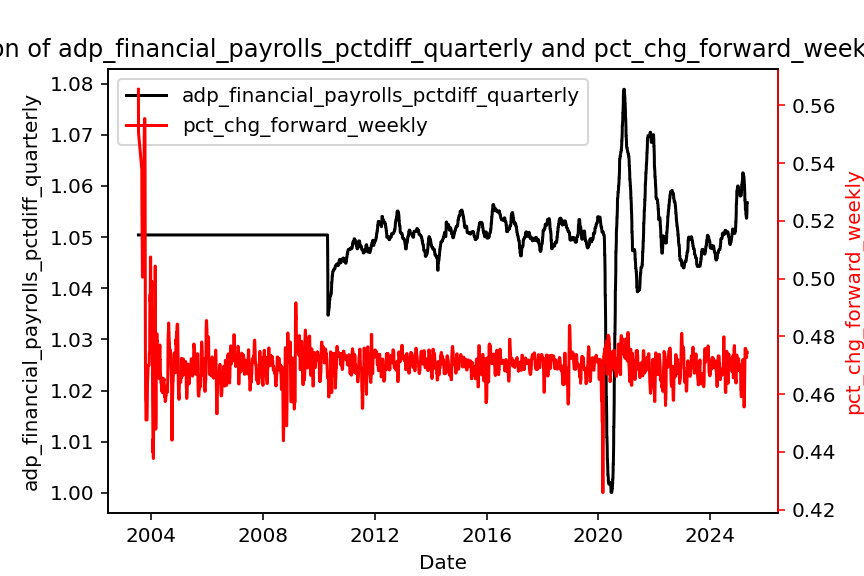 on of adp_financial_payrolls_pctdiff_quarterly and pct_chg_forward_week
adp_financial_payrolls_pctdiff_quarterly
pct_chg_forward_weekly
1.08
1.07
1.06
1.05
1.04
1.03
1.02
1.01
1.00
adp_financial_payrolls_pctdiff_quarterly
0.56
0.54
0.52
0.50
0.48
0.46
0.44
0.42
pct_chg_forward_weekly
2004 2008 2012 2016 2020 2024
Date